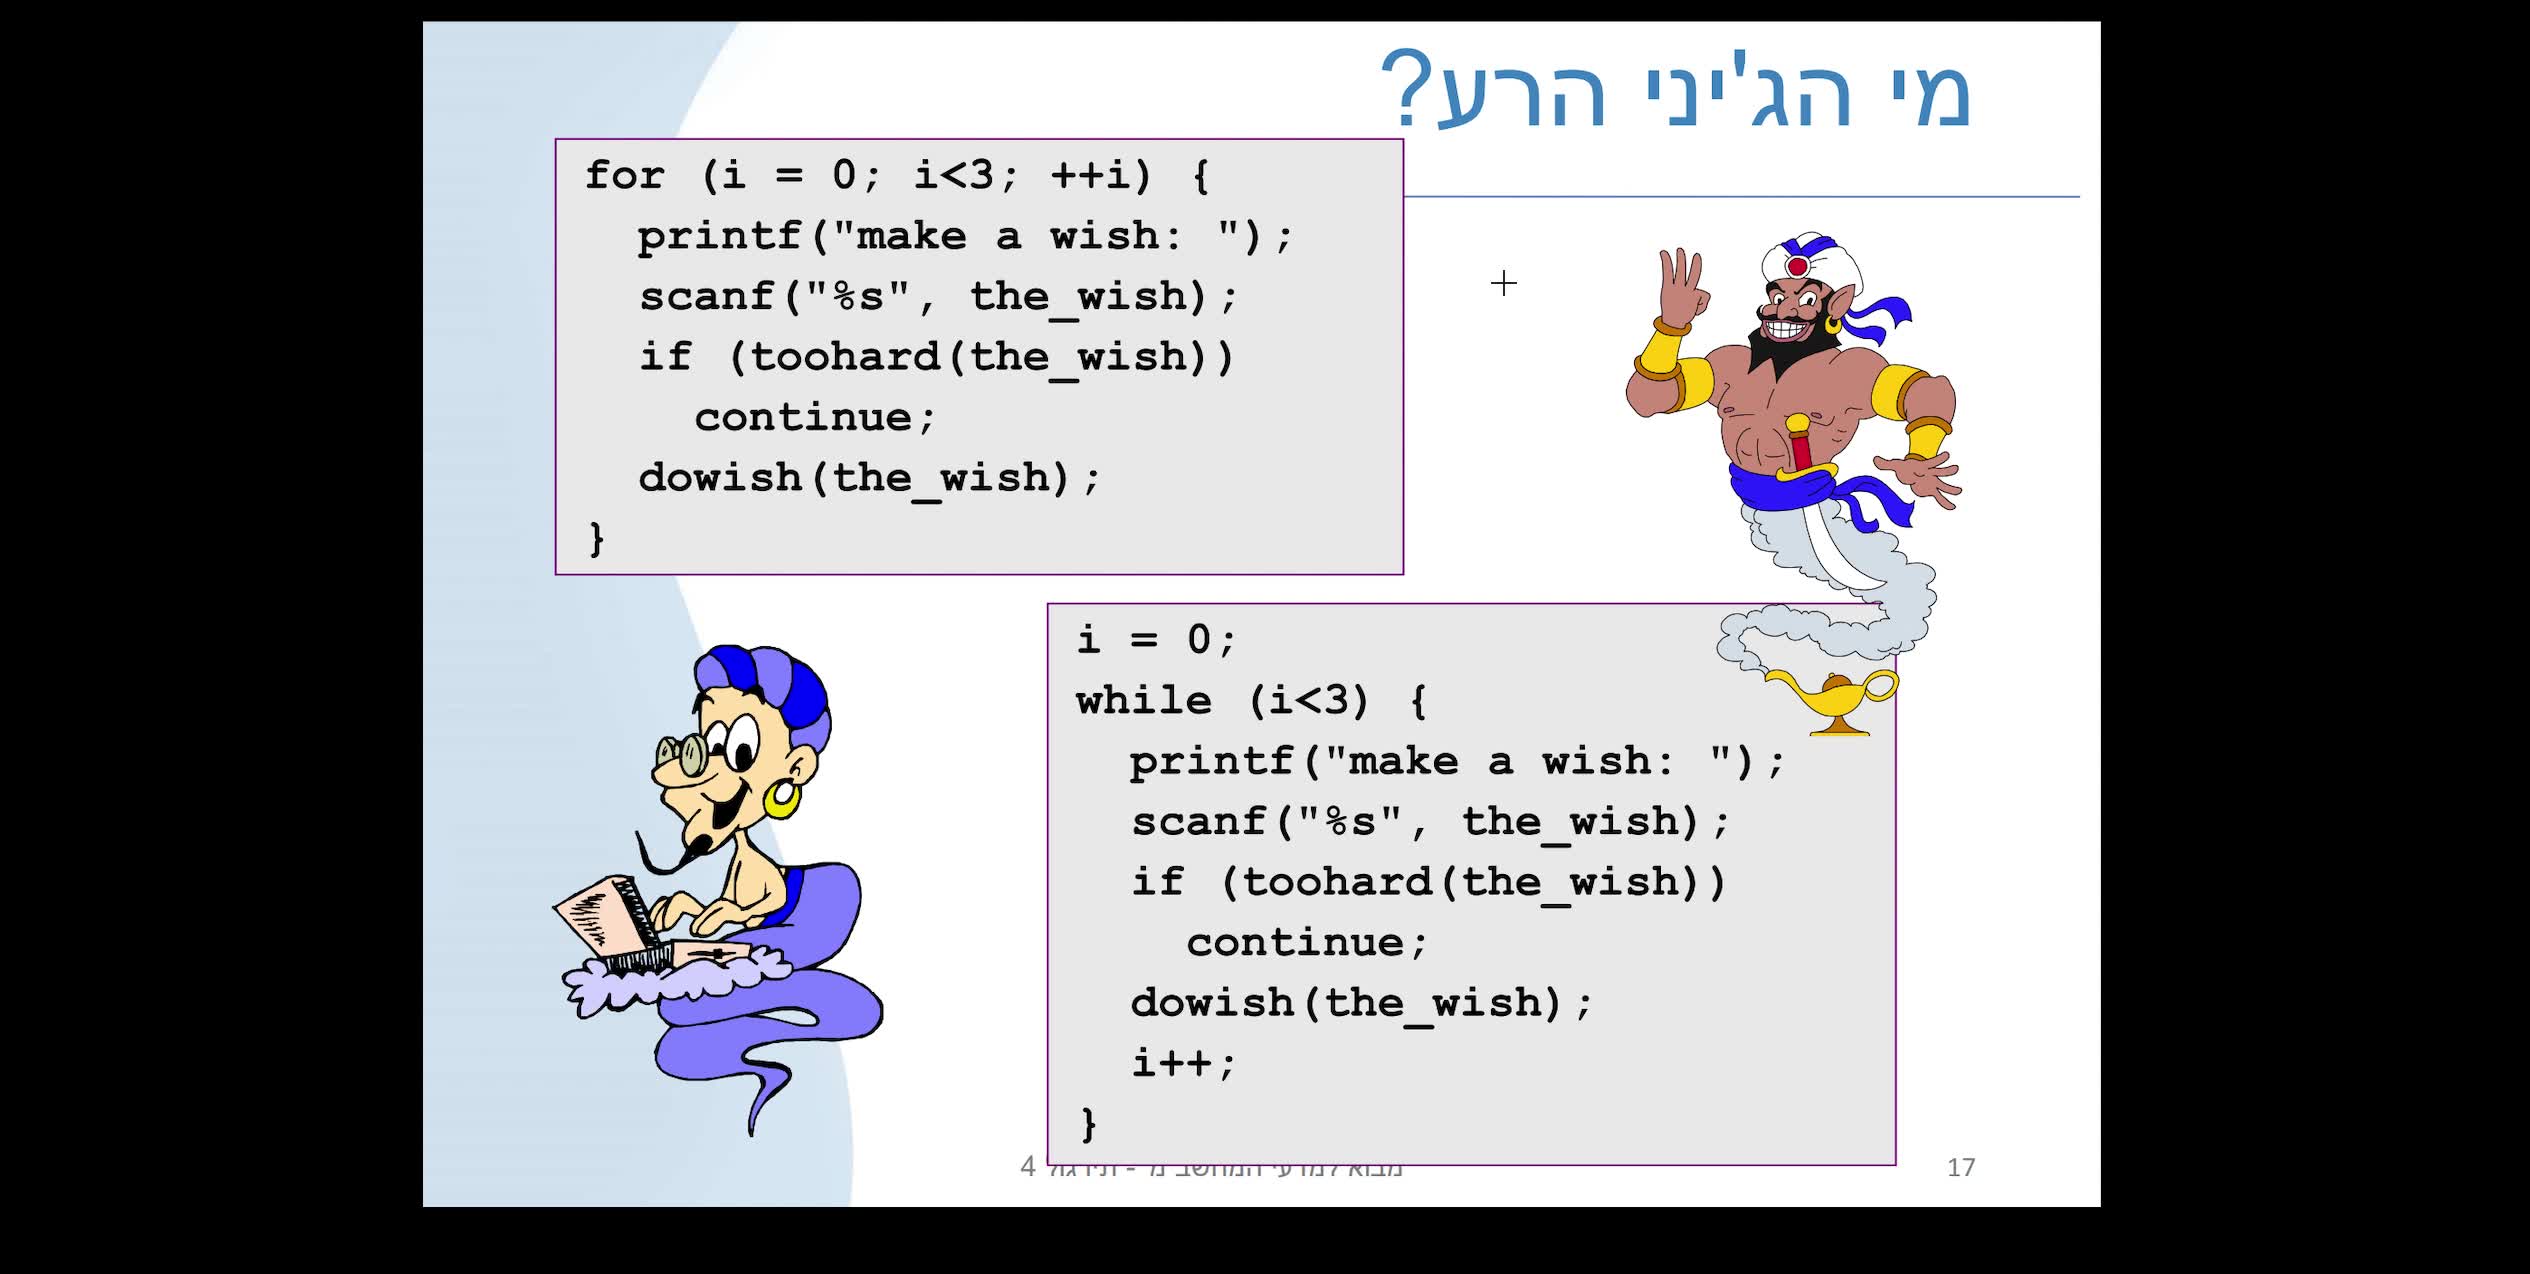 מי הג'יני הרע?
for (i = 0; i<3; ++i) {
printf("make a wish: ");
scanf("%s", the_wish);
if (toohard(the_wish))
continue;
dowish(the_wish);
}
i = 0;
while (i<3) {
printf("make a wish: ");
scanf("%s", the_wish);
if (toohard(the_wish))
continue;
dowish(the_wish);
i++;
}
מבוא למדעי המחשב מ' - תירגול 4
17